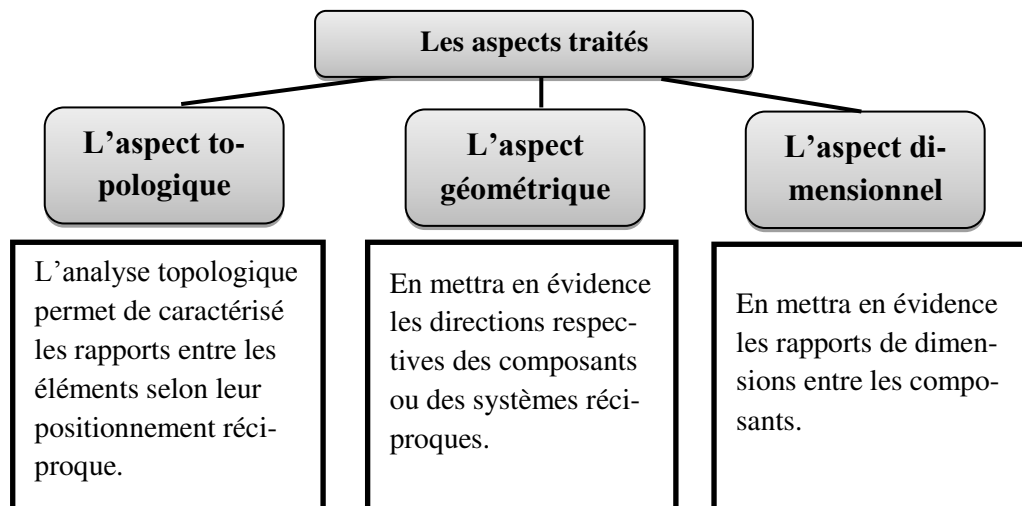 Les aspects traités
L'aspect to-
pologique
L'aspect
géométrique
L'aspect di-
mensionnel
L'analyse topologique
permet de caractérisé
les rapports entre les
éléments selon leur
positionnement réci-
proque.
En mettra en évidence
les directions respec-
tives des composants
ou des systèmes réci-
proques.
En mettra en évidence
les rapports de dimen-
sions entre les compo-
sants.